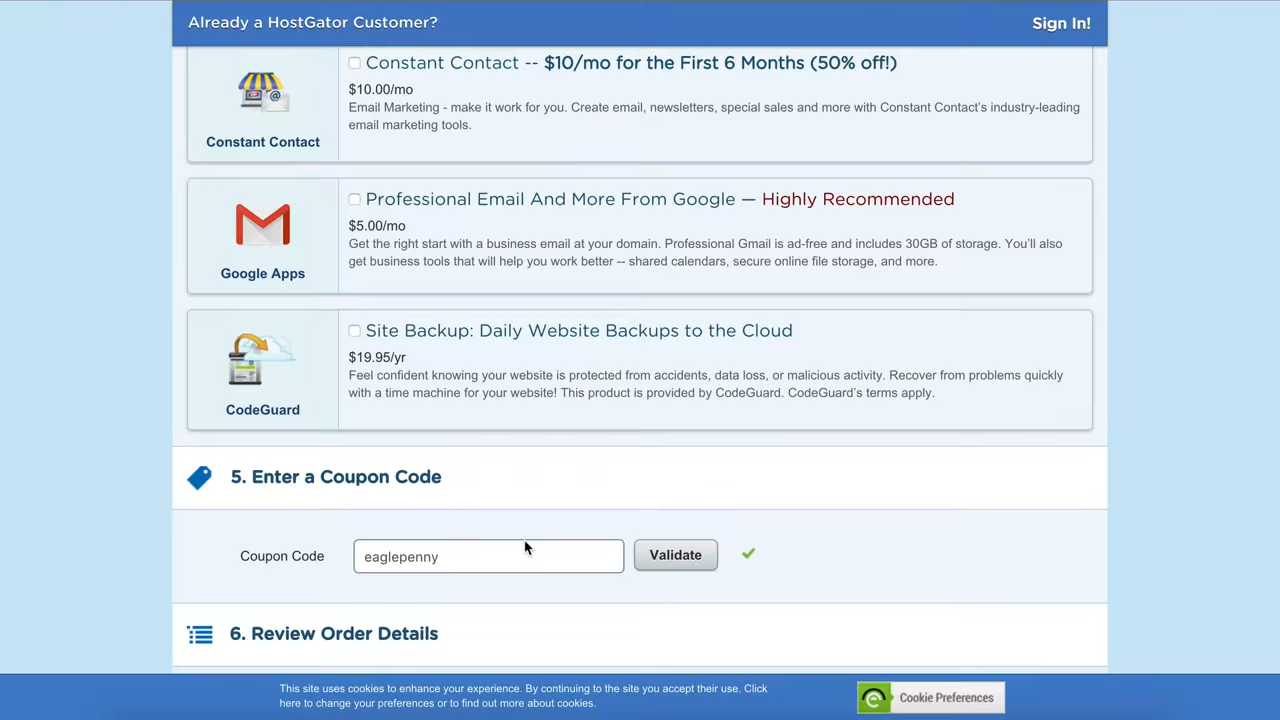 Already a HostGator Customer?
Sign In!
Constant Contact -- $10/mo for the First 6 Months (50% off!)
$10.00/mo
Email Marketing - make it work for you. Create email, newsletters, special sales and more with Constant Contact's industry-leading
email marketing tools.
Constant Contact
Professional Email And More From Google — Highly Recommended
$5.00/mo
Get the right start with a business email at your domain. Professional Gmail is ad-free and includes 30GB of storage. You'll also
get business tools that will help you work better -- shared calendars, secure online file storage, and more.
Google Apps
Site Backup: Daily Website Backups to the Cloud
$19.95/yr
Feel confident knowing your website is protected from accidents, data loss, or malicious activity. Recover from problems quickly
with a time machine for your website! This product is provided by CodeGuard. CodeGuard's terms apply.
CodeGuard
5. Enter a Coupon Code
Coupon Code
eaglepenny
Validate
6. Review Order Details
This site uses cookies to enhance your experience. By continuing to the site you accept their use. Click
here to change your preferences or to find out more about cookies.
Cookie Preferences